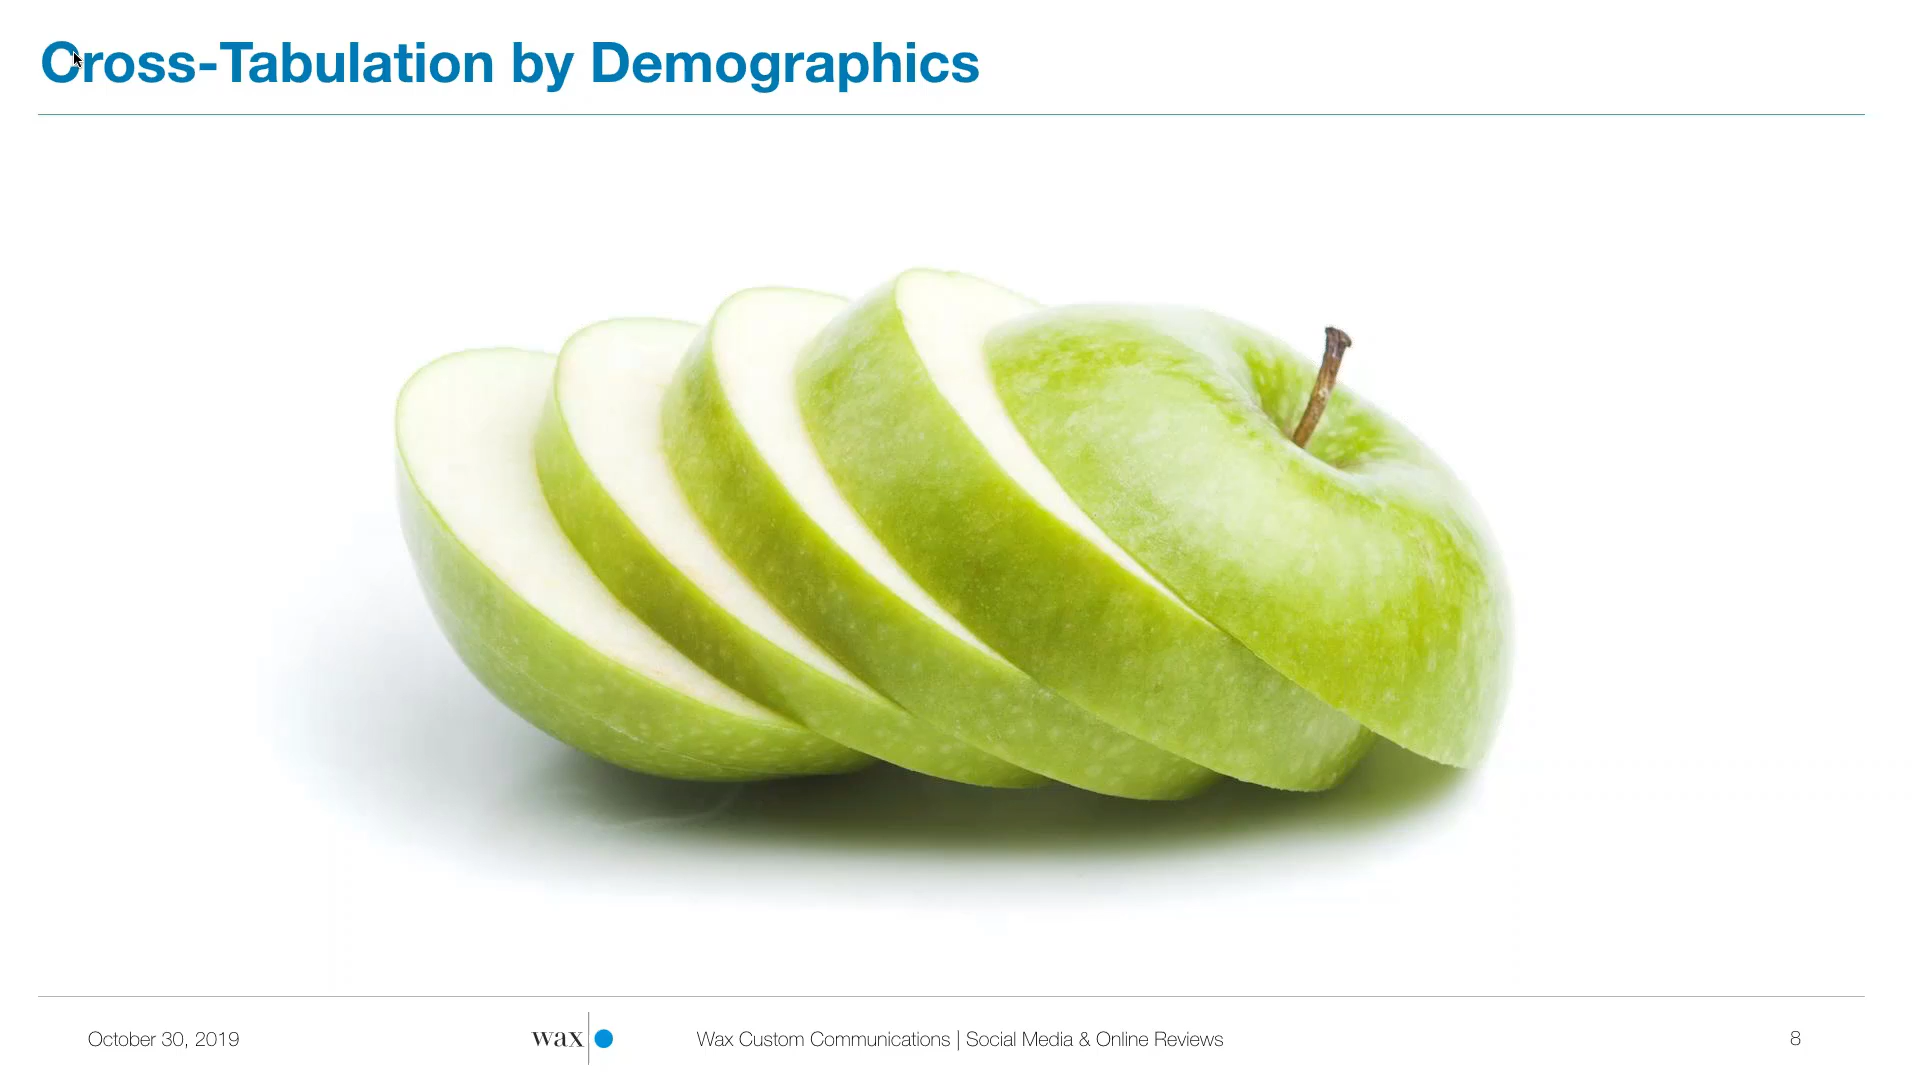 Cross-Tabulation by Demographics
October 30, 2019
wax
Wax Custom Communications | Social Media & Online Reviews
8